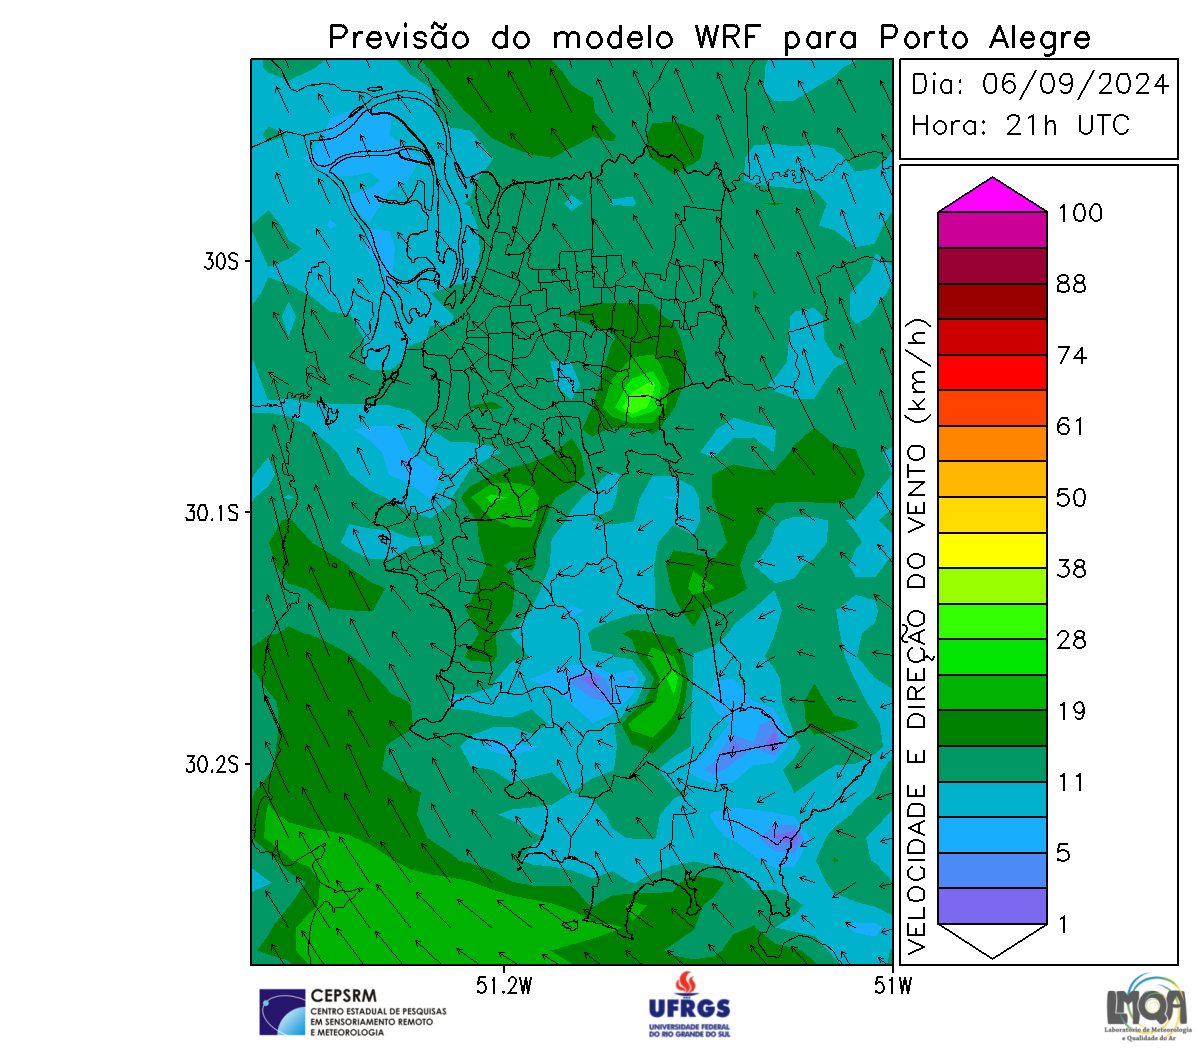 Previsão do modelo WRF para Porto Alegre
Dia: 06/09/2024
Hora: 21h UTC
VELOCIDADE E DIREÇÃO DO VENTO (km/h)
100
88
74
61
50
38
28
19
11
5
1
30S
30.1S
30.2S
51.2W
51W
CEPSRM
CENTRO ESTADUAL DE PESQUISAS
EM SENSORIAMENTO REMOTO
E METEOROLOGIA
UFRGS
UNIVERSIDADE FEDERAL
DO RIO GRANDE DO SUL
LMQA
Laboratório de Meteorologia
e Qualidade do Ar